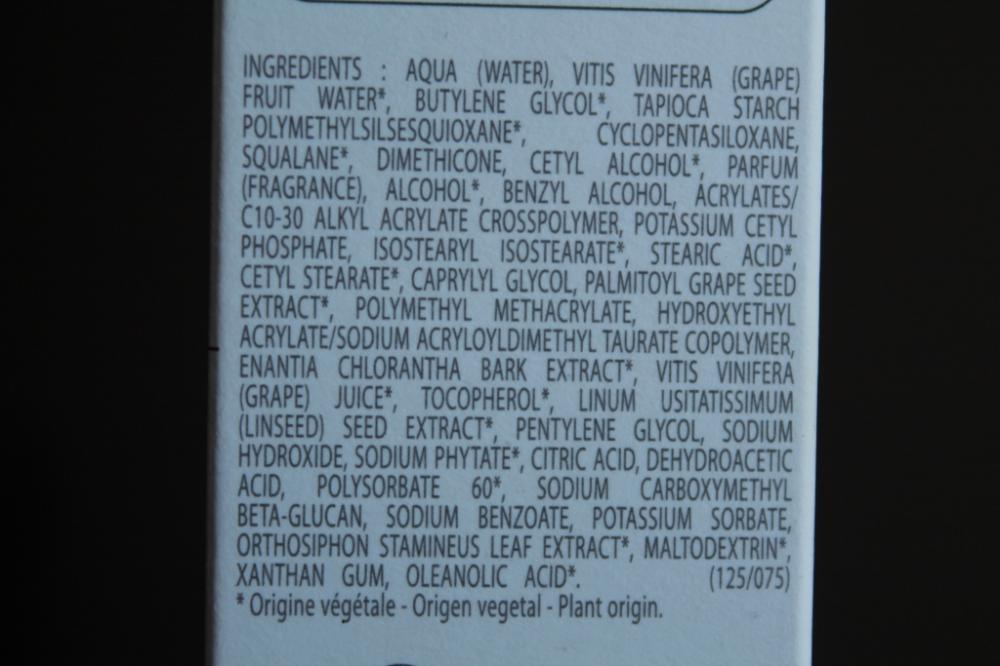 INGREDIENTS : AQUA (WATER), VITIS VINIFERA (GRAPE)
FRUIT WATER*, BUTYLENE GLYCOL*, TAPIOCA STARCH
POLYMETHYLSILSESQUIOXANE*, CYCLOPENTASILOXANE,
SQUALANE*, DIMETHICONE, CETYL ALCOHOL*, PARFUM
(FRAGRANCE), ALCOHOL*, BENZYL ALCOHOL, ACRYLATES/
C10-30 ALKYL ACRYLATE CROSSPOLYMER, POTASSIUM CETYL
PHOSPHATE, ISOSTEARYL ISOSTEARATE*, STEARIC ACID*,
CETYL STEARATE*, CAPRYLYL GLYCOL, PALMITOYL GRAPE SEED
EXTRACT*, POLYMETHYL METHACRYLATE, HYDROXYETHYL
ACRYLATE/SODIUM ACRYLOYLDIMETHYL TAURATE COPOLYMER,
ENANTIA CHLORANTHA BARK EXTRACT*, VITIS VINIFERA
(GRAPE) JUICE*, TOCOPHEROL*, LINUM USITATISSIMUM
(LINSEED) SEED EXTRACT*, PENTYLENE GLYCOL, SODIUM
HYDROXIDE, SODIUM PHYTATE*, CITRIC ACID, DEHYDROACETIC
ACID, POLYSORBATE 60*, SODIUM CARBOXYMETHYL
BETA-GLUCAN, SODIUM BENZOATE, POTASSIUM SORBATE,
ORTHOSIPHON STAMINEUS LEAF EXTRACT*, MALTODEXTRIN*,
XANTHAN GUM, OLEANOLIC ACID*. (125/075)
* Origine végétale - Origen vegetal - Plant origin.